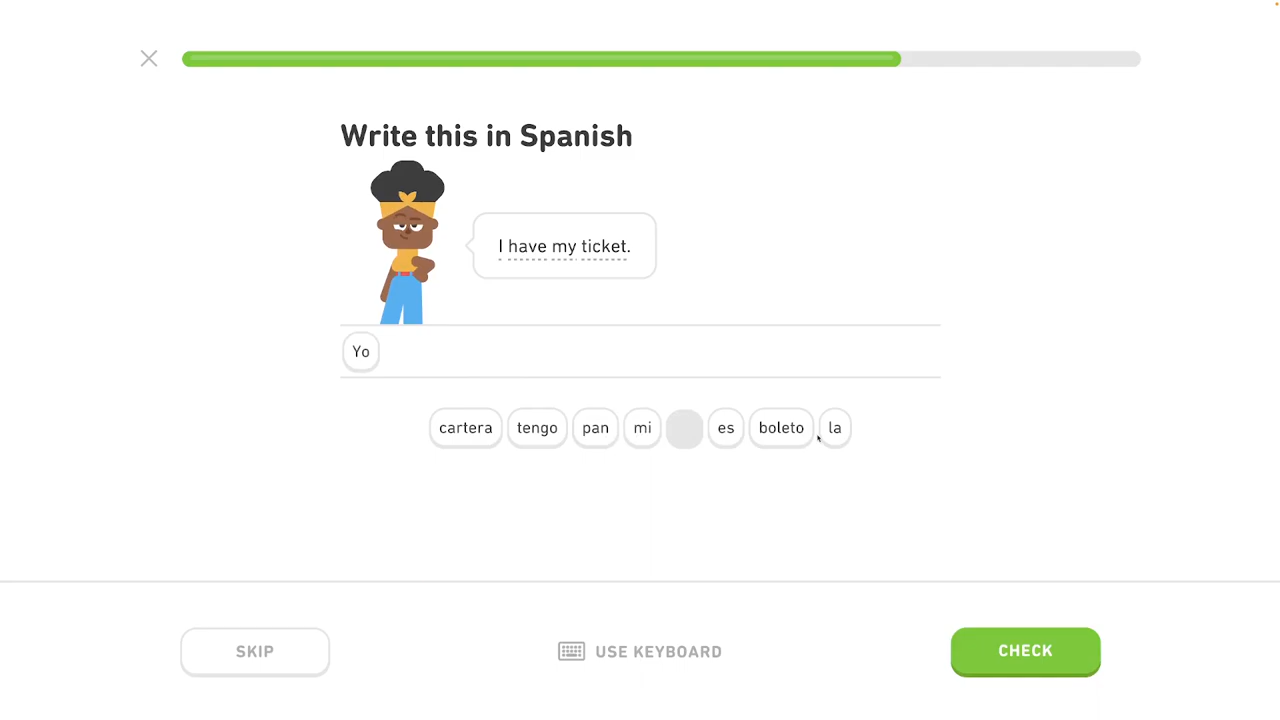 Write this in Spanish
I have my ticket.
Yo
cartera tengo pan mi es boleto la
SKIP USE KEYBOARD CHECK